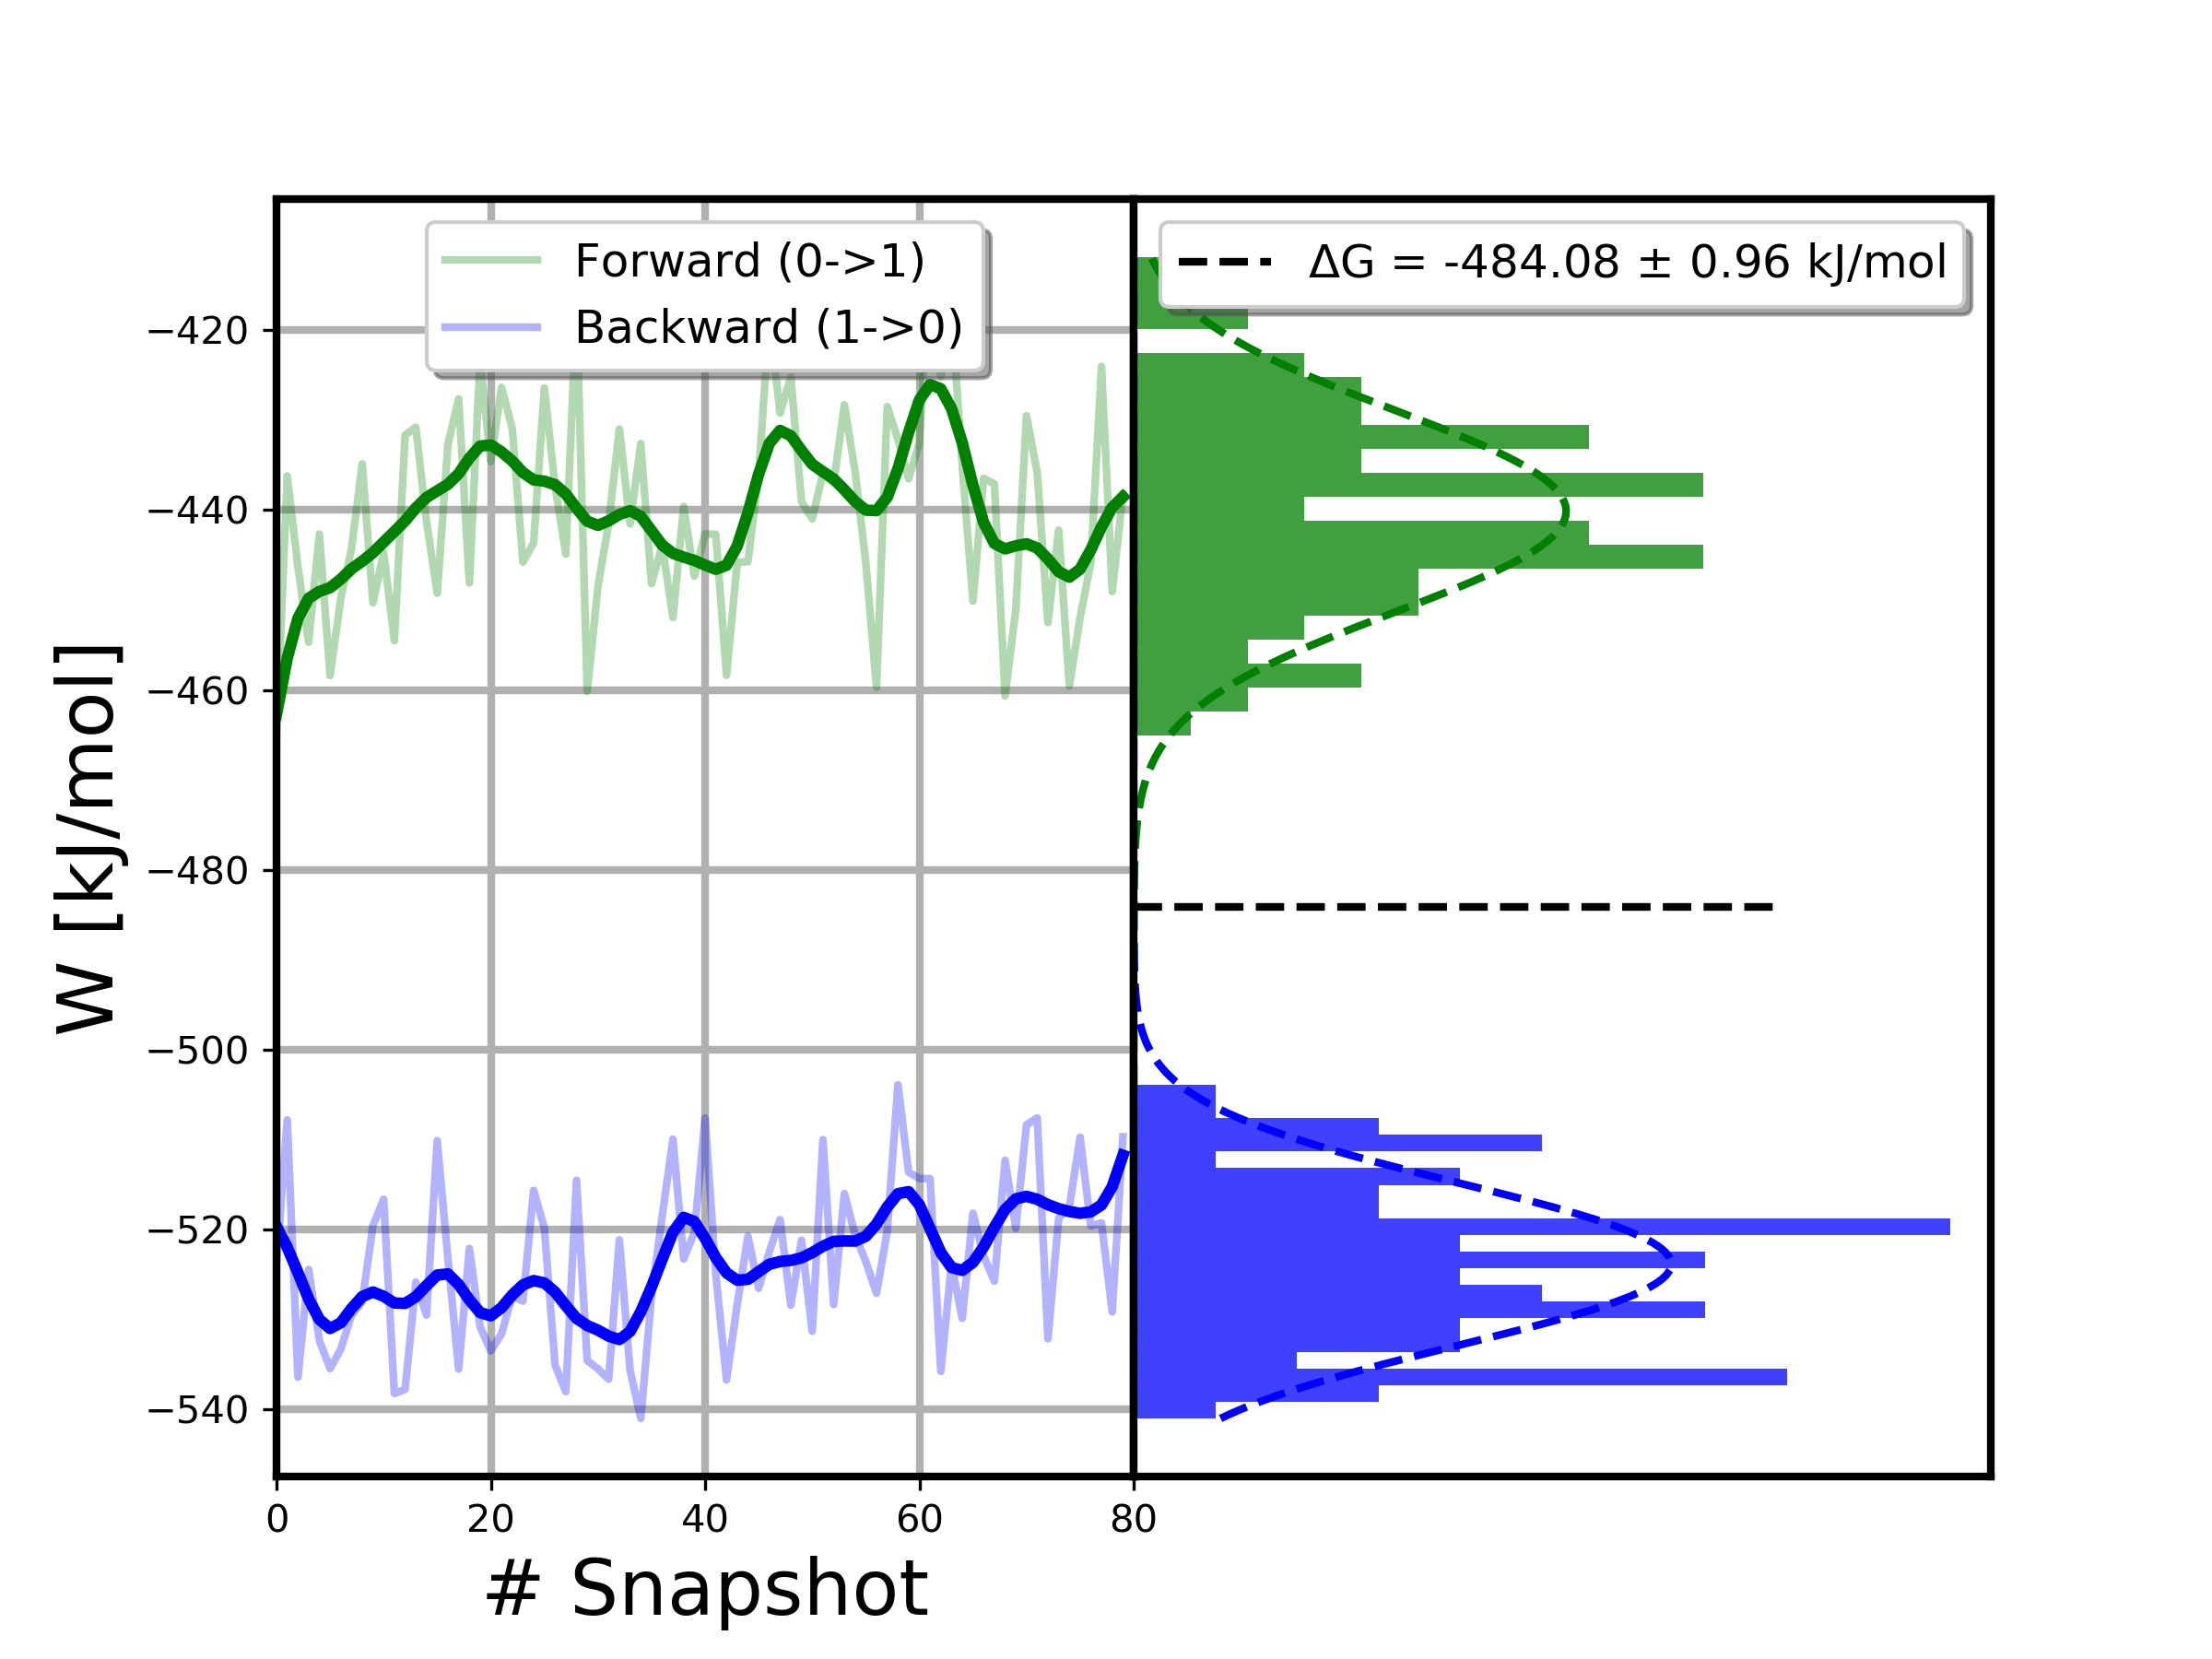 Forward (0->1)
Backward (1->0)
ΔG = -484.08 ± 0.96 kJ/mol
W [kJ/mol]
−420
−440
−460
−480
−500
−520
−540
0 20 40 60 80
# Snapshot